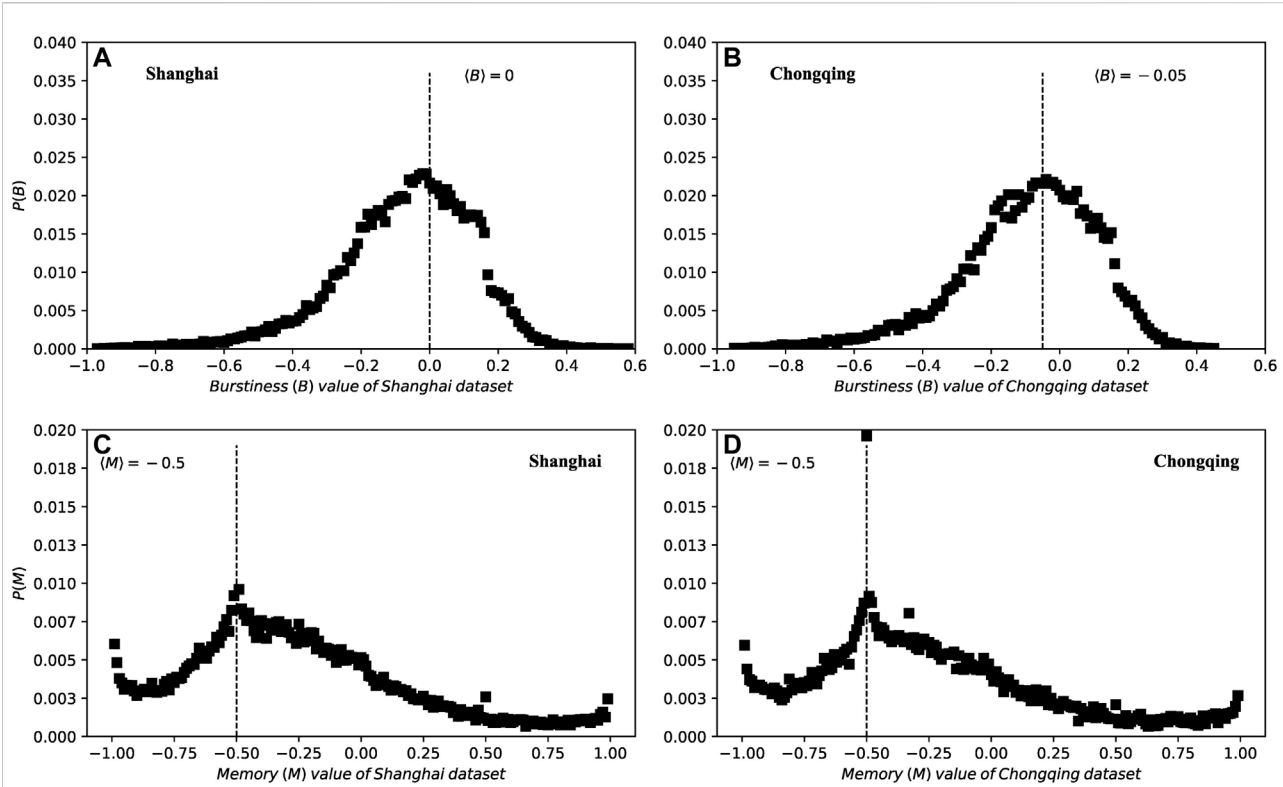 A
Shanghai
⟨B⟩ = 0
0.040
0.035
0.030
0.025
0.020
0.015
0.010
0.005
0.000
P(B)
−1.0 −0.8 −0.6 −0.4 −0.2 0.0 0.2 0.4 0.6
Burstiness (B) value of Shanghai dataset
B
Chongqing
⟨B⟩ = − 0.05
0.040
0.035
0.030
0.025
0.020
0.015
0.010
0.005
0.000
−1.0 −0.8 −0.6 −0.4 −0.2 0.0 0.2 0.4 0.6
Burstiness (B) value of Chongqing dataset
C
⟨M⟩ = − 0.5
Shanghai
0.020
0.018
0.015
0.013
0.010
0.007
0.005
0.003
0.000
P(M)
−1.00 −0.75 −0.50 −0.25 0.00 0.25 0.50 0.75 1.00
Memory (M) value of Shanghai dataset
D
⟨M⟩ = − 0.5
Chongqing
0.020
0.018
0.015
0.013
0.010
0.007
0.005
0.003
0.000
−1.00 −0.75 −0.50 −0.25 0.00 0.25 0.50 0.75 1.00
Memory (M) value of Chongqing dataset